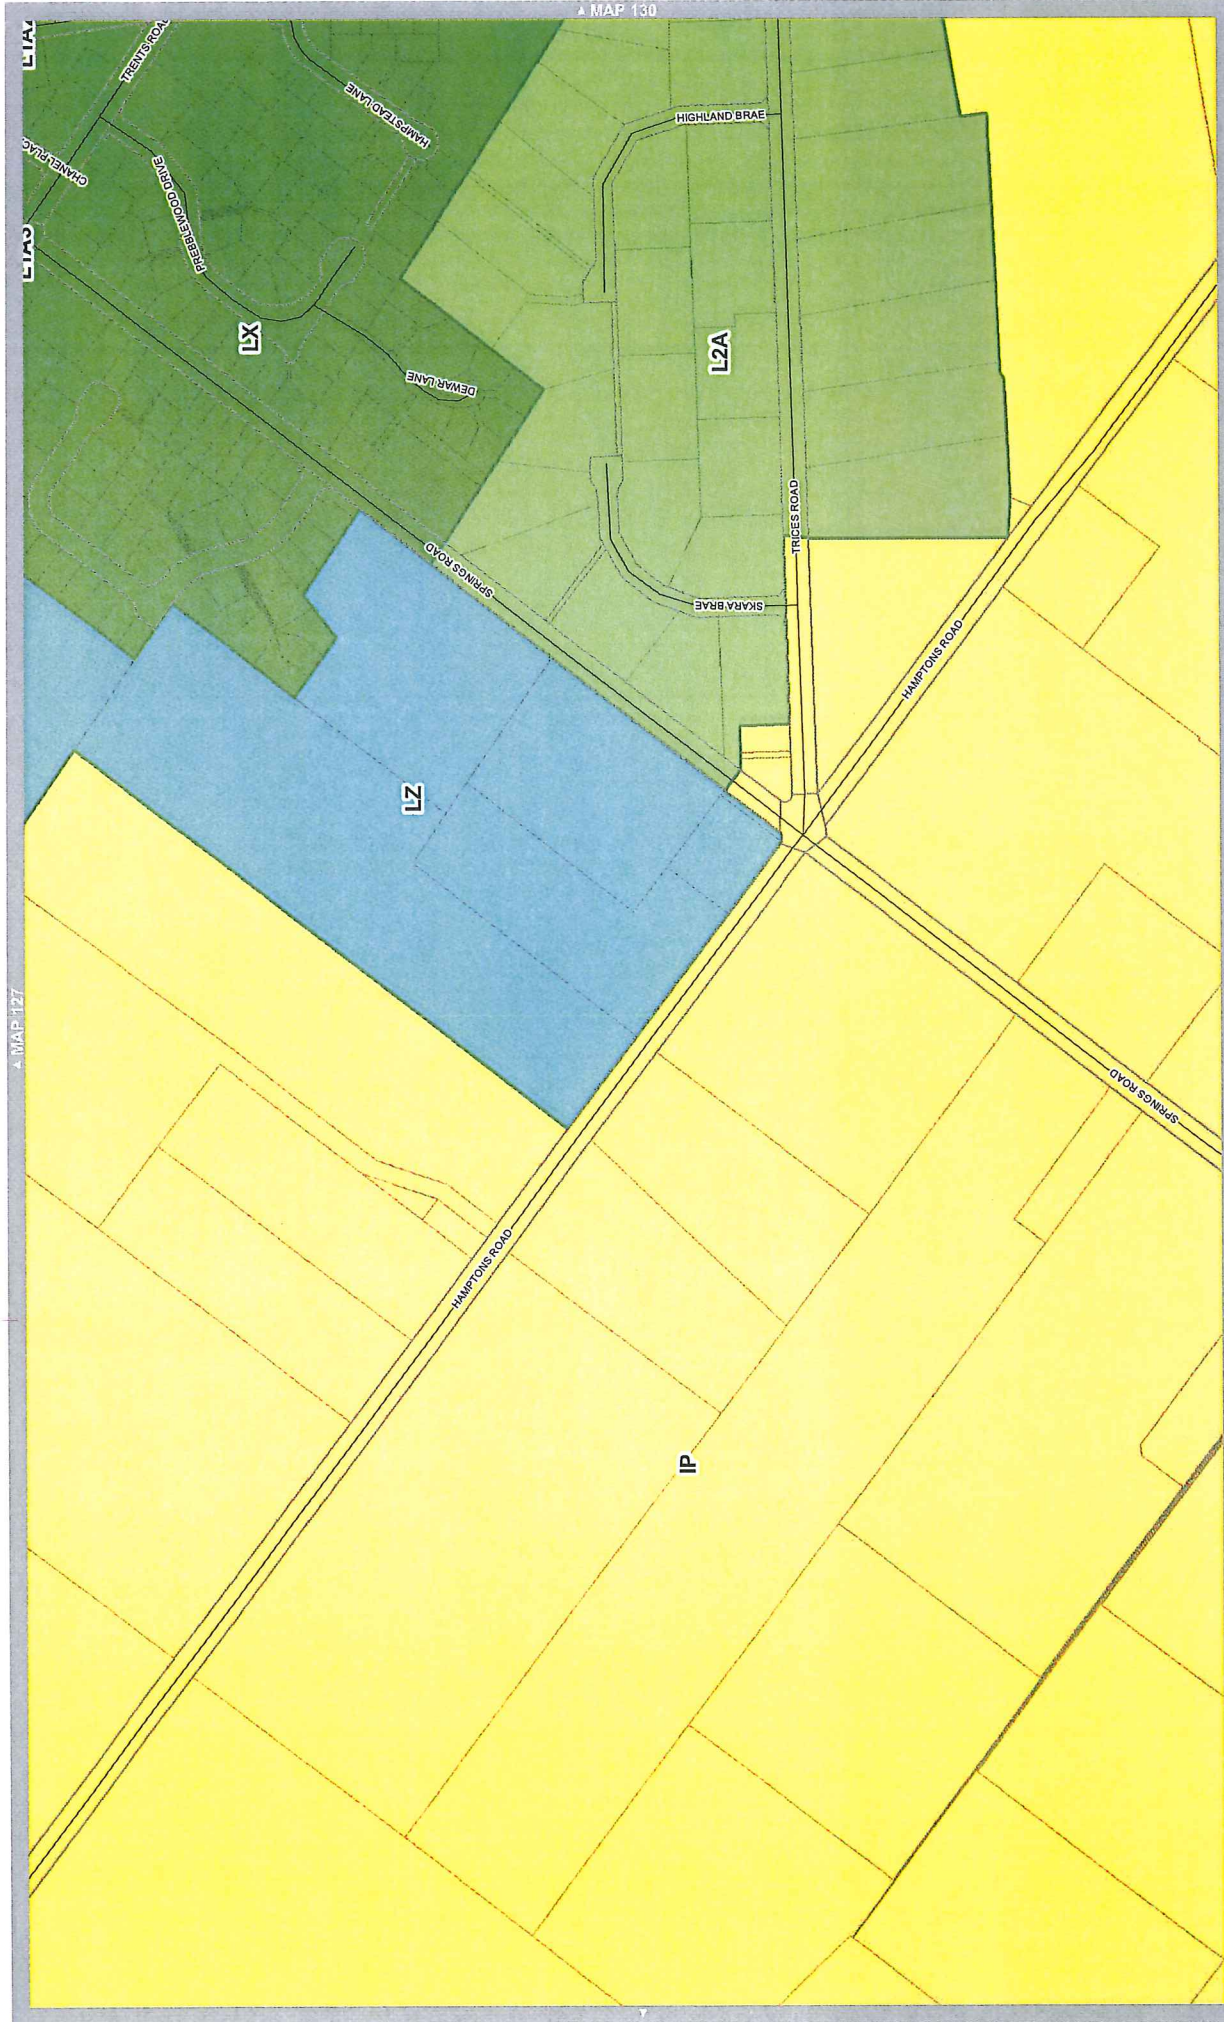 ▲ MAP 130
TRENTS ROAD
HAMPSTEAD LANE
CHANEL PLACE
PREBBLEWOOD DRIVE
HIGHLAND BRAE
LX
L2A
DEWAR LANE
SPRINGS ROAD
TRICES ROAD
SKARA BRAE
HAMPTONS ROAD
LZ
▲ MAP 127
SPRINGS ROAD
HAMPTONS ROAD
IP